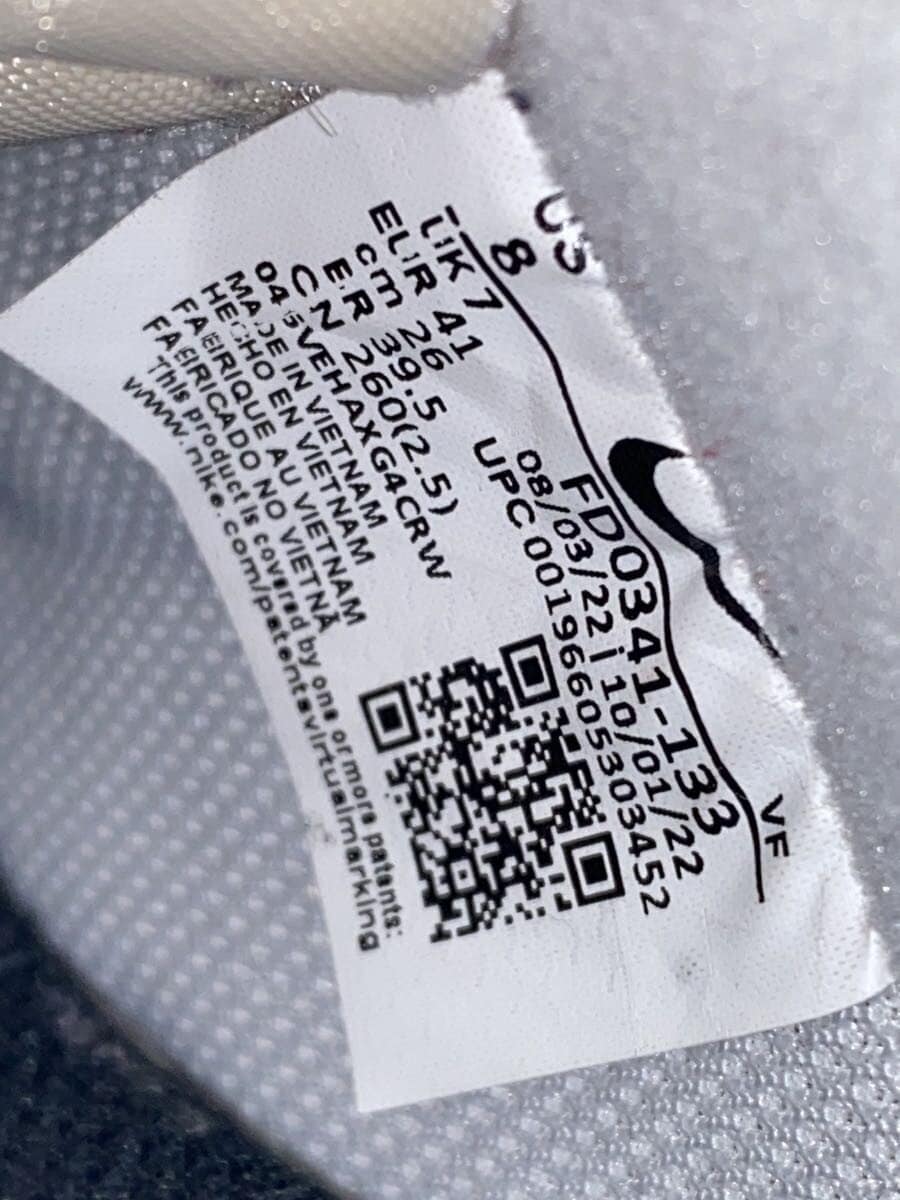 US
8
UK 7
EUR 41
cm 26
BR 39.5
CN 260(2.5)
VEHAXG4CRW
MADE IN VIETNAM
HECHO EN VIETNAM
FABRIQUE AU VIETNAM
FABRICADO NO VIETNÃ
This product is covered by one or more patents:
www.nike.com/patentsvirtualmarking
VF
FD0341-133
08/03/22 i 10/01/22
UPC 00196605303452